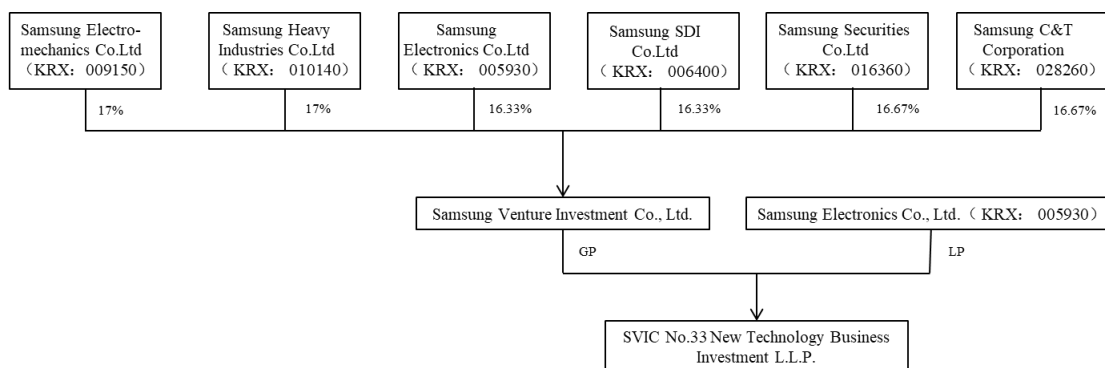 Samsung Electro-
mechanics Co.Ltd
（KRX： 009150）
Samsung Heavy
Industries Co.Ltd
（ KRX： 010140）
Samsung
Electronics Co.Ltd
（ KRX： 005930）
Samsung SDI
Co.Ltd
（ KRX： 006400）
Samsung Securities
Co.Ltd
（ KRX： 016360）
Samsung C&T
Corporation
（ KRX： 028260）
17%
17%
16.33%
16.33%
16.67%
16.67%
Samsung Venture Investment Co., Ltd.
Samsung Electronics Co., Ltd.（ KRX： 005930）
GP
LP
SVIC No.33 New Technology Business
Investment L.L.P.